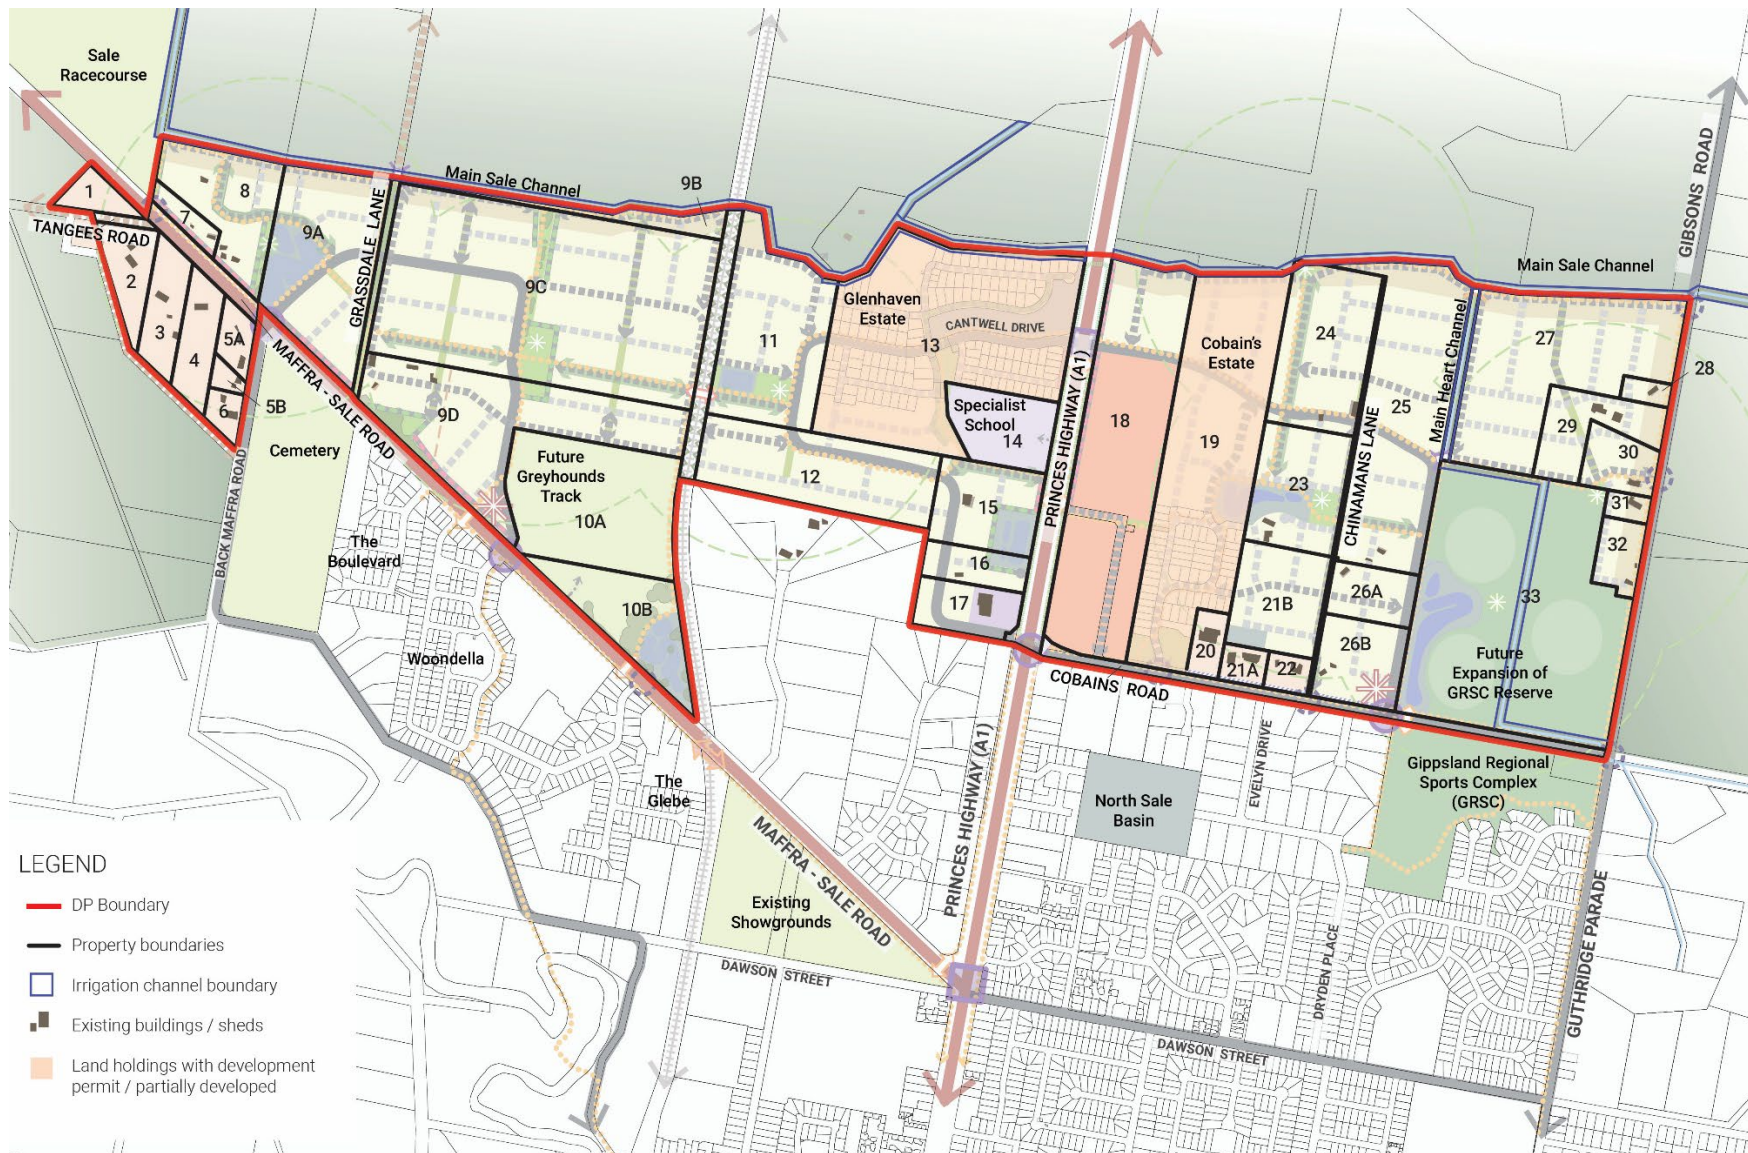 Sale
Racecourse
1
TANGEES ROAD
2
3
4
5A
5B
6
7
8
9A
GRASSDALE LANE
Main Sale Channel
9B
9C
9D
MAFFRA - SALE ROAD
BACK MAFFRA ROAD
Cemetery
The
Boulevard
Woondella
Future
Greyhounds
Track
10A
10B
11
12
Glenhaven
Estate
CANTWELL DRIVE
13
Specialist
School
14
15
16
17
PRINCES HIGHWAY (A1)
18
Cobain's
Estate
19
20
21A
21B
22
23
24
CHINAMANS LANE
25
Main Heart Channel
26A
26B
Main Sale Channel
GIBSONS ROAD
27
28
29
30
31
32
33
Future
Expansion of
GRSC Reserve
COBAINS ROAD
The
Glebe
MAFFRA - SALE ROAD
Existing
Showgrounds
DAWSON STREET
PRINCES HIGHWAY (A1)
North Sale
Basin
EVELYN DRIVE
Gippsland Regional
Sports Complex
(GRSC)
DRYDEN PLACE
DAWSON STREET
GUTHRIDGE PARADE
LEGEND
DP Boundary
Property boundaries
Irrigation channel boundary
Existing buildings / sheds
Land holdings with development
permit / partially developed